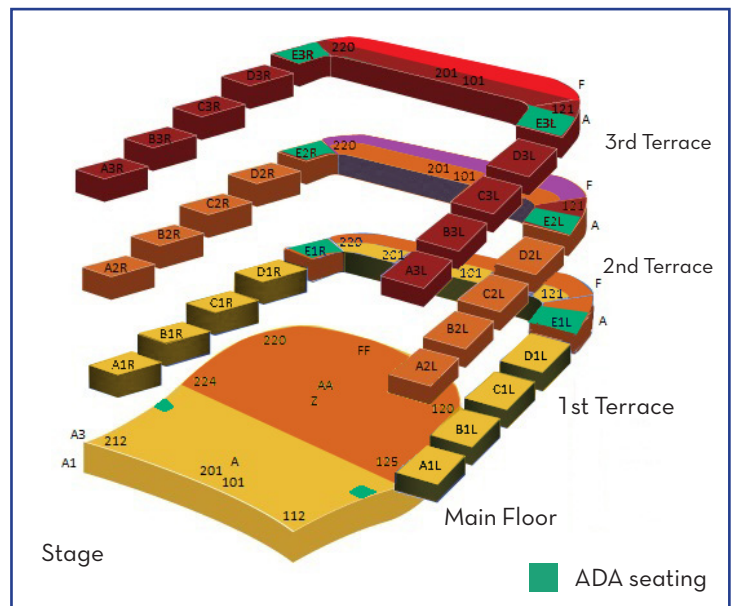 E3R
220
D3R
201
101
F
C3R
121
A
E3L
B3R
3rd Terrace
A3R
D3L
E2R
220
D2R
201
101
C3L
F
C2R
121
A
E2L
B2R
B3L
A2R
D2L
2nd Terrace
E1R
220
201
D1R
A3L
101
C2L
121
F
C1R
E1L
A
B1R
B2L
220
D1L
A1R
FF
A2L
224
AA
Z
C1L
1st Terrace
120
A3
212
B1L
A1
201
A
101
125
A1L
112
Main Floor
Stage
ADA seating